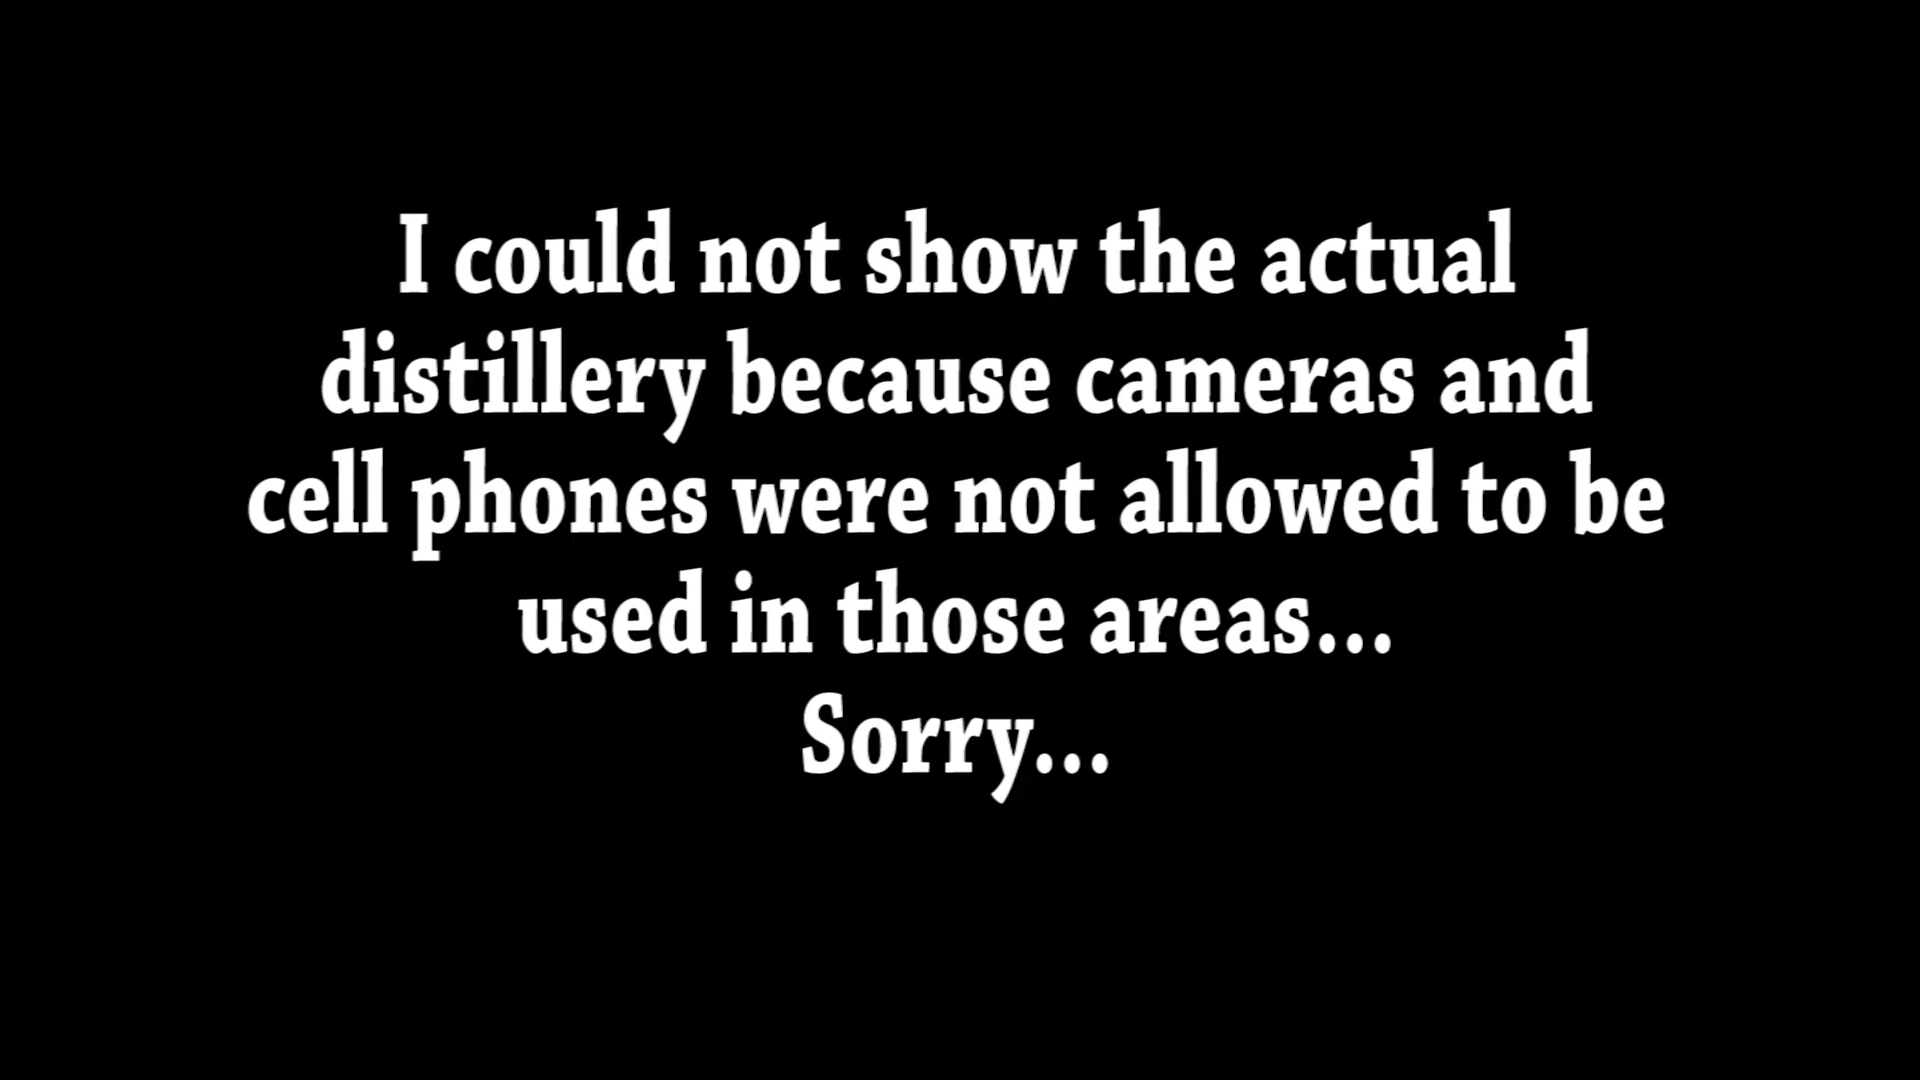 I could not show the actual
distillery because cameras and
cell phones were not allowed to be
used in those areas...
Sorry...